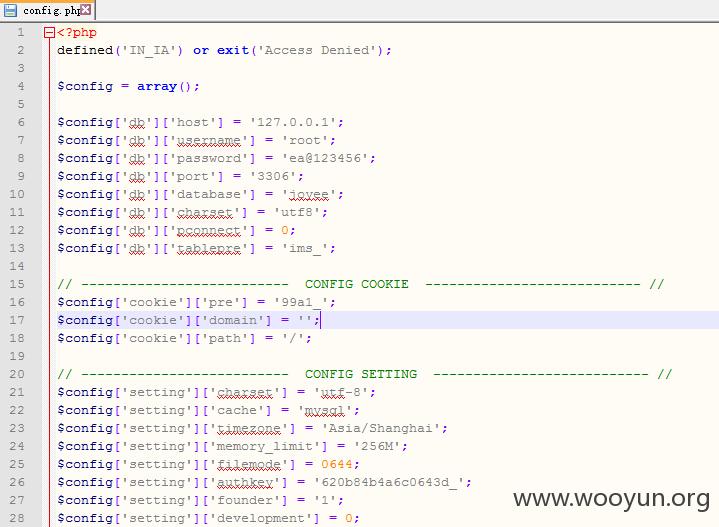 config.php
1 <?php
2 defined('IN_IA') or exit('Access Denied');
3
4 $config = array();
5
6 $config['db']['host'] = '127.0.0.1';
7 $config['db']['username'] = 'root';
8 $config['db']['password'] = 'ea@123456';
9 $config['db']['port'] = '3306';
10 $config['db']['database'] = 'joyee';
11 $config['db']['charset'] = 'utf8';
12 $config['db']['pconnect'] = 0;
13 $config['db']['tablepre'] = 'ims_';
14
15 // -------------------------- CONFIG COOKIE --------------------------- //
16 $config['cookie']['pre'] = '99a1_';
17 $config['cookie']['domain'] = '';
18 $config['cookie']['path'] = '/';
19
20 // -------------------------- CONFIG SETTING --------------------------- //
21 $config['setting']['charset'] = 'utf-8';
22 $config['setting']['cache'] = 'mysql';
23 $config['setting']['timezone'] = 'Asia/Shanghai';
24 $config['setting']['memory_limit'] = '256M';
25 $config['setting']['filemode'] = 0644;
26 $config['setting']['authkey'] = '620b84b4a6c0643d_';
27 $config['setting']['founder'] = '1';
28 $config['setting']['development'] = 0;
www.wooyun.org